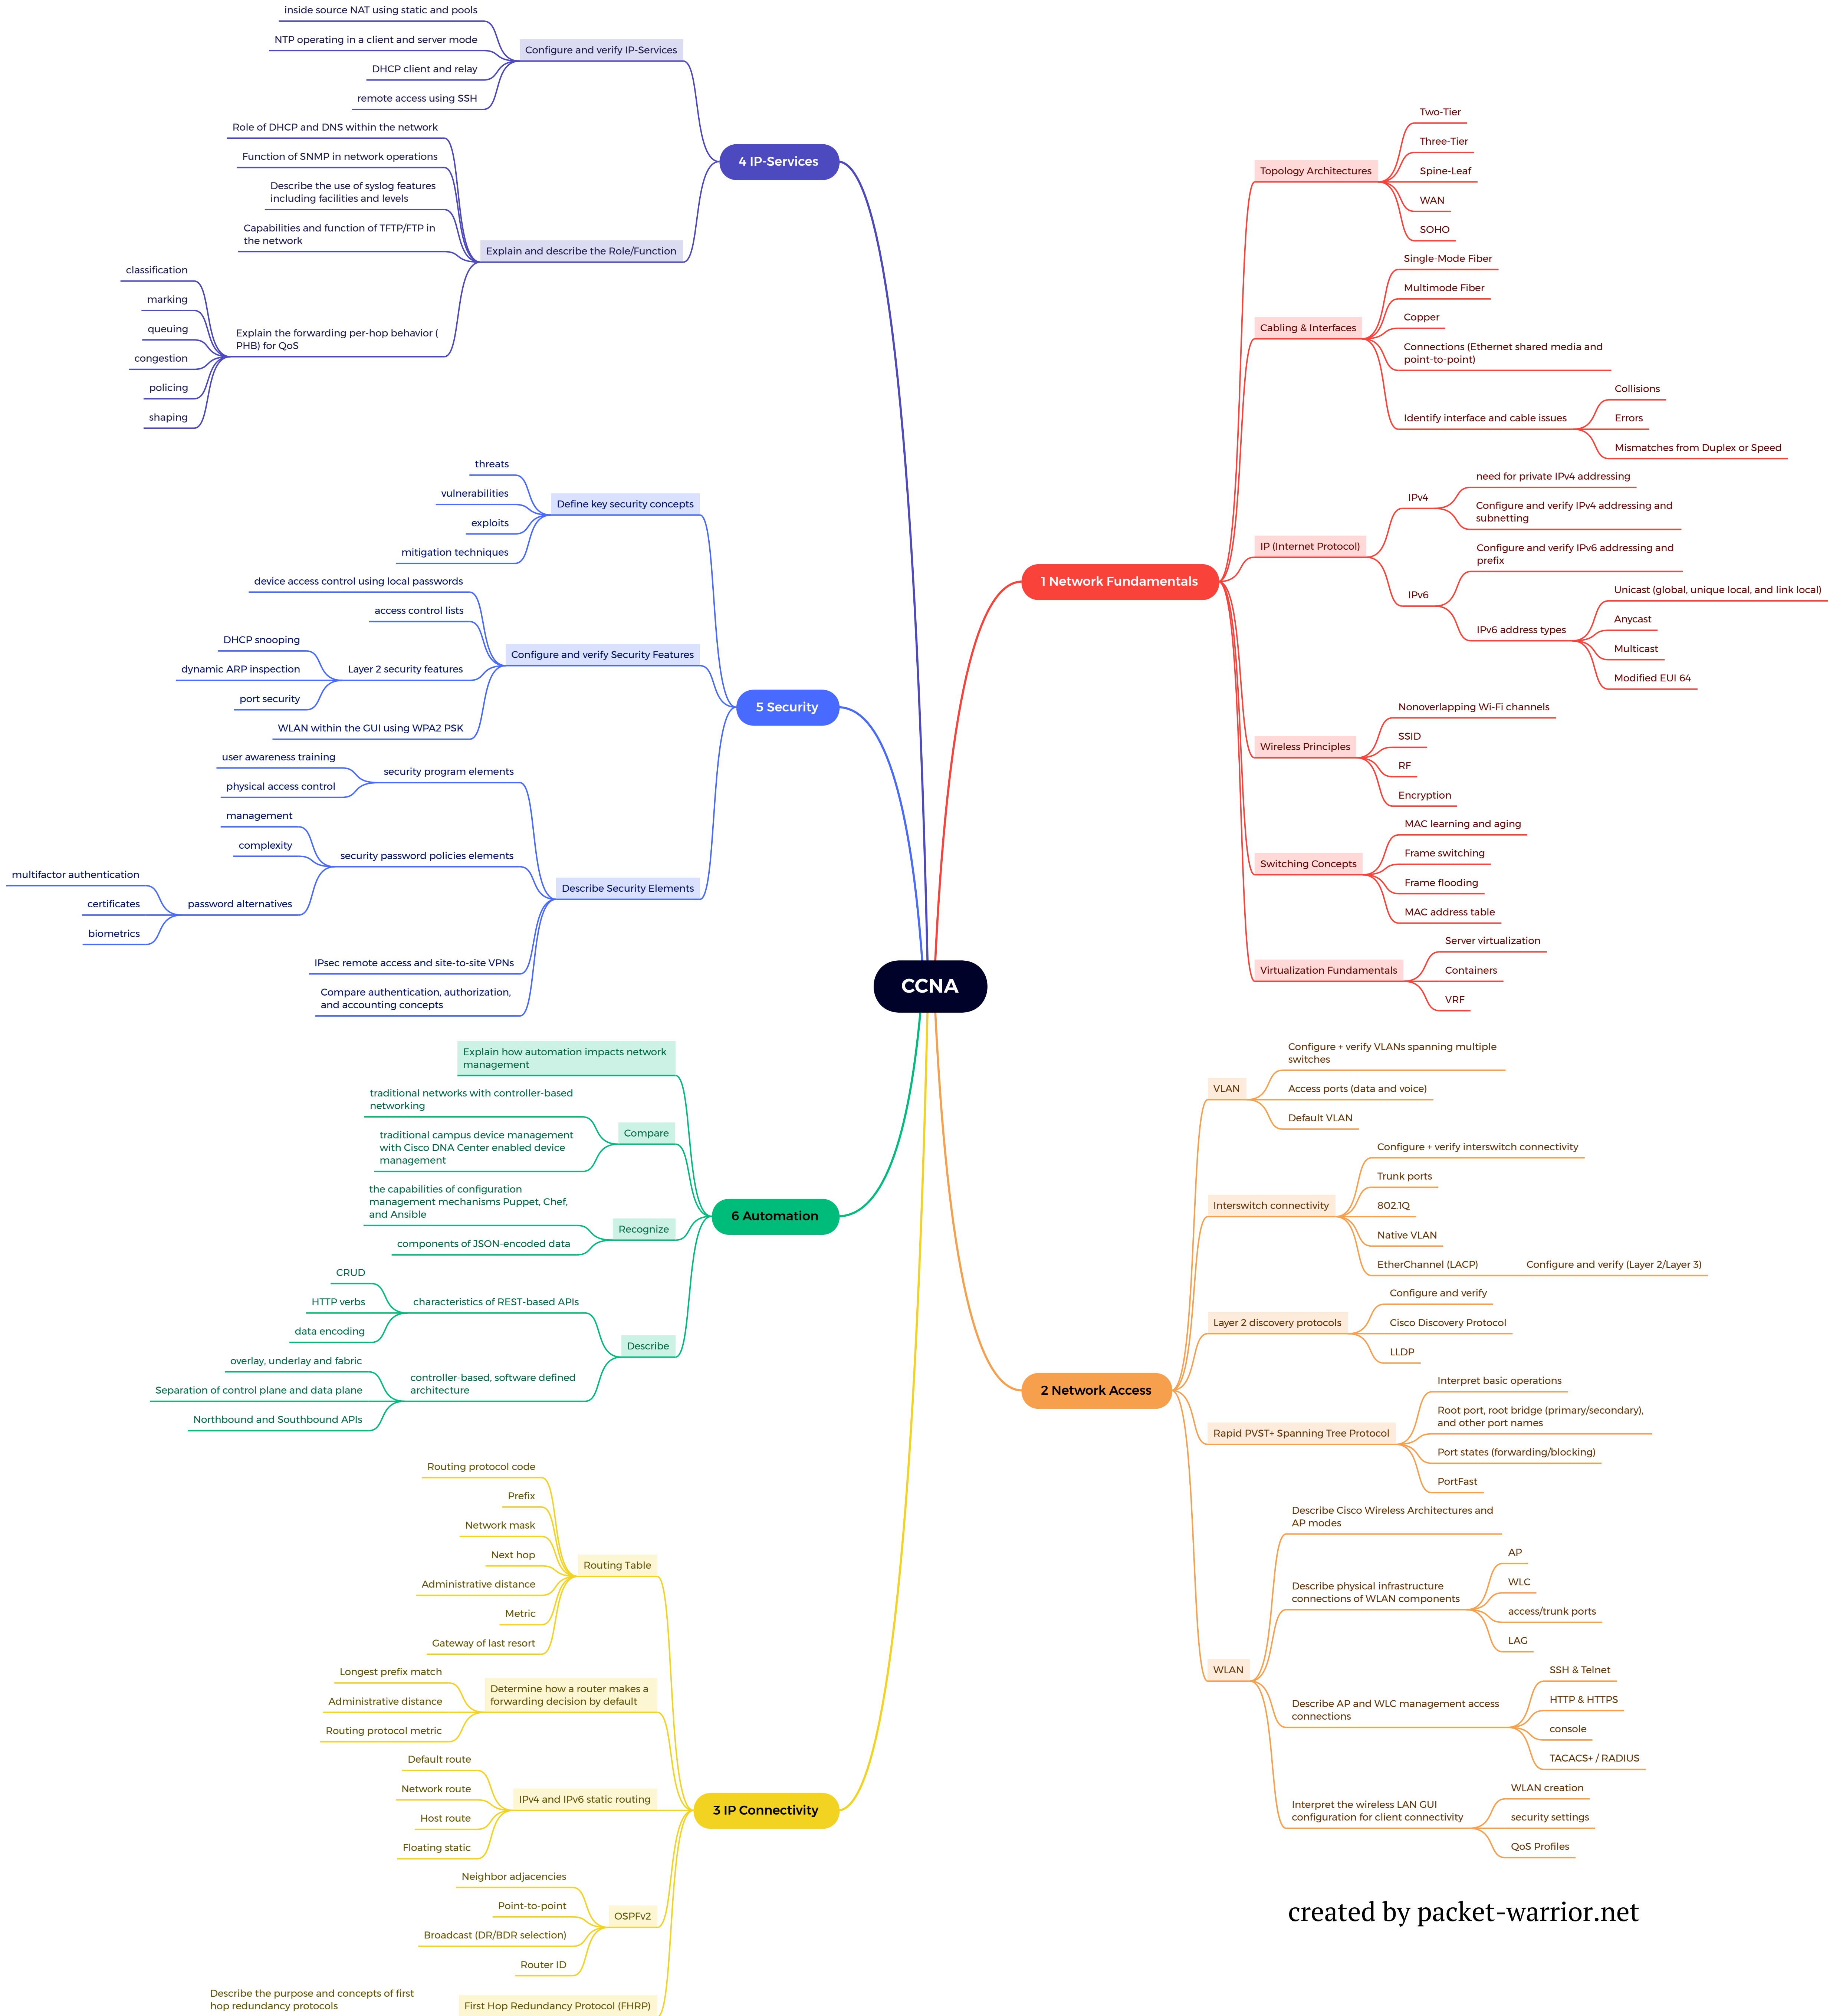 CCNA
1 Network Fundamentals
Topology Architectures
Two-Tier
Three-Tier
Spine-Leaf
WAN
SOHO
Cabling & Interfaces
Single-Mode Fiber
Multimode Fiber
Copper
Connections (Ethernet shared media and
point-to-point)
Identify interface and cable issues
Collisions
Errors
Mismatches from Duplex or Speed
IP (Internet Protocol)
IPv4
need for private IPv4 addressing
Configure and verify IPv4 addressing and
subnetting
IPv6
Configure and verify IPv6 addressing and
prefix
IPv6 address types
Unicast (global, unique local, and link local)
Anycast
Multicast
Modified EUI 64
Wireless Principles
Nonoverlapping Wi-Fi channels
SSID
RF
Encryption
Switching Concepts
MAC learning and aging
Frame switching
Frame flooding
MAC address table
Virtualization Fundamentals
Server virtualization
Containers
VRF
2 Network Access
VLAN
Configure + verify VLANs spanning multiple
switches
Access ports (data and voice)
Default VLAN
Interswitch connectivity
Configure + verify interswitch connectivity
Trunk ports
802.1Q
Native VLAN
EtherChannel (LACP)
Configure and verify (Layer 2/Layer 3)
Layer 2 discovery protocols
Configure and verify
Cisco Discovery Protocol
LLDP
Rapid PVST+ Spanning Tree Protocol
Interpret basic operations
Root port, root bridge (primary/secondary),
and other port names
Port states (forwarding/blocking)
PortFast
WLAN
Describe Cisco Wireless Architectures and
AP modes
Describe physical infrastructure
connections of WLAN components
AP
WLC
access/trunk ports
LAG
Describe AP and WLC management access
connections
SSH & Telnet
HTTP & HTTPS
console
TACACS+ / RADIUS
Interpret the wireless LAN GUI
configuration for client connectivity
WLAN creation
security settings
QoS Profiles
3 IP Connectivity
Routing Table
Routing protocol code
Prefix
Network mask
Next hop
Administrative distance
Metric
Gateway of last resort
Determine how a router makes a
forwarding decision by default
Longest prefix match
Administrative distance
Routing protocol metric
IPv4 and IPv6 static routing
Default route
Network route
Host route
Floating static
OSPFv2
Neighbor adjacencies
Point-to-point
Broadcast (DR/BDR selection)
Router ID
First Hop Redundancy Protocol (FHRP)
Describe the purpose and concepts of first
hop redundancy protocols
4 IP-Services
Configure and verify IP-Services
inside source NAT using static and pools
NTP operating in a client and server mode
DHCP client and relay
remote access using SSH
Explain and describe the Role/Function
Role of DHCP and DNS within the network
Function of SNMP in network operations
Describe the use of syslog features
including facilities and levels
Capabilities and function of TFTP/FTP in
the network
Explain the forwarding per-hop behavior (
PHB) for QoS
classification
marking
queuing
congestion
policing
shaping
5 Security
Define key security concepts
threats
vulnerabilities
exploits
mitigation techniques
Configure and verify Security Features
device access control using local passwords
access control lists
Layer 2 security features
DHCP snooping
dynamic ARP inspection
port security
WLAN within the GUI using WPA2 PSK
Describe Security Elements
security program elements
user awareness training
physical access control
security password policies elements
management
complexity
password alternatives
multifactor authentication
certificates
biometrics
IPsec remote access and site-to-site VPNs
Compare authentication, authorization,
and accounting concepts
6 Automation
Explain how automation impacts network
management
Compare
traditional networks with controller-based
networking
traditional campus device management
with Cisco DNA Center enabled device
management
Recognize
the capabilities of configuration
management mechanisms Puppet, Chef,
and Ansible
components of JSON-encoded data
Describe
characteristics of REST-based APIs
CRUD
HTTP verbs
data encoding
controller-based, software defined
architecture
overlay, underlay and fabric
Separation of control plane and data plane
Northbound and Southbound APIs
created by packet-warrior.net